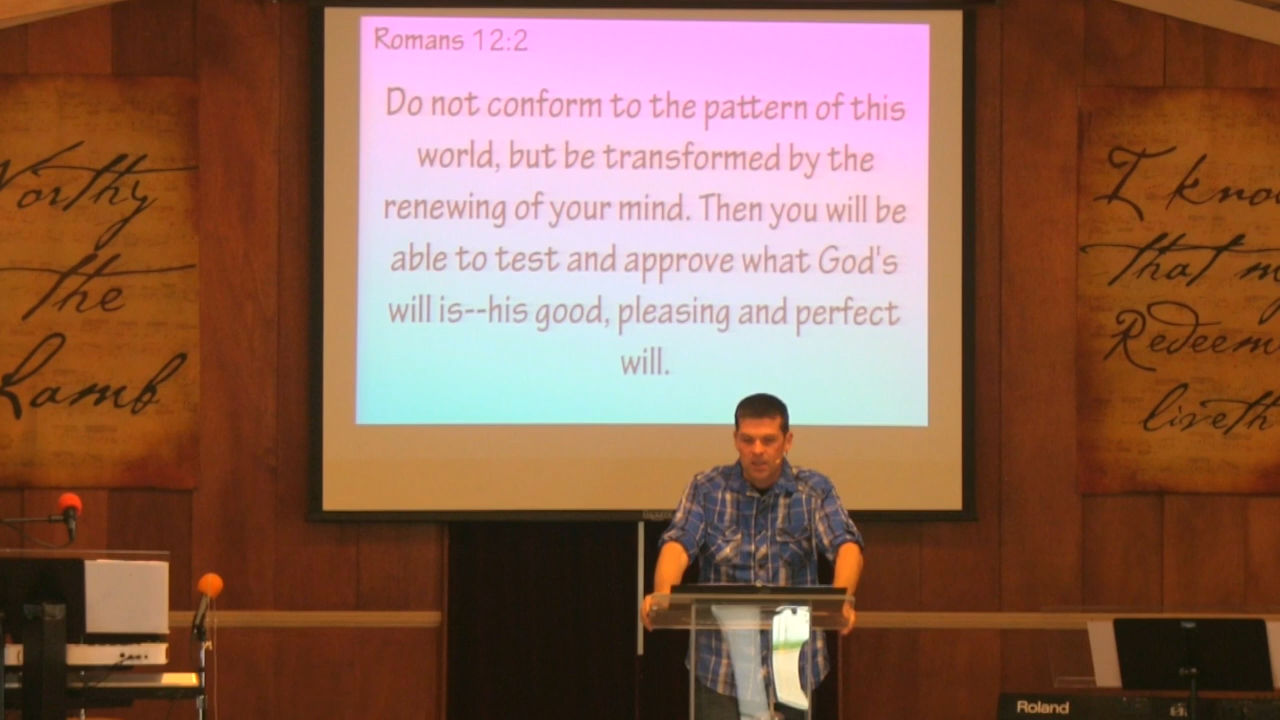 Romans 12:2
Do not conform to the pattern of this
world, but be transformed by the
renewing of your mind. Then you will be
able to test and approve what God's
will is--his good, pleasing and perfect
will.
Worthy
the
Lamb
I kno
that m
Redeem
liveth
Roland